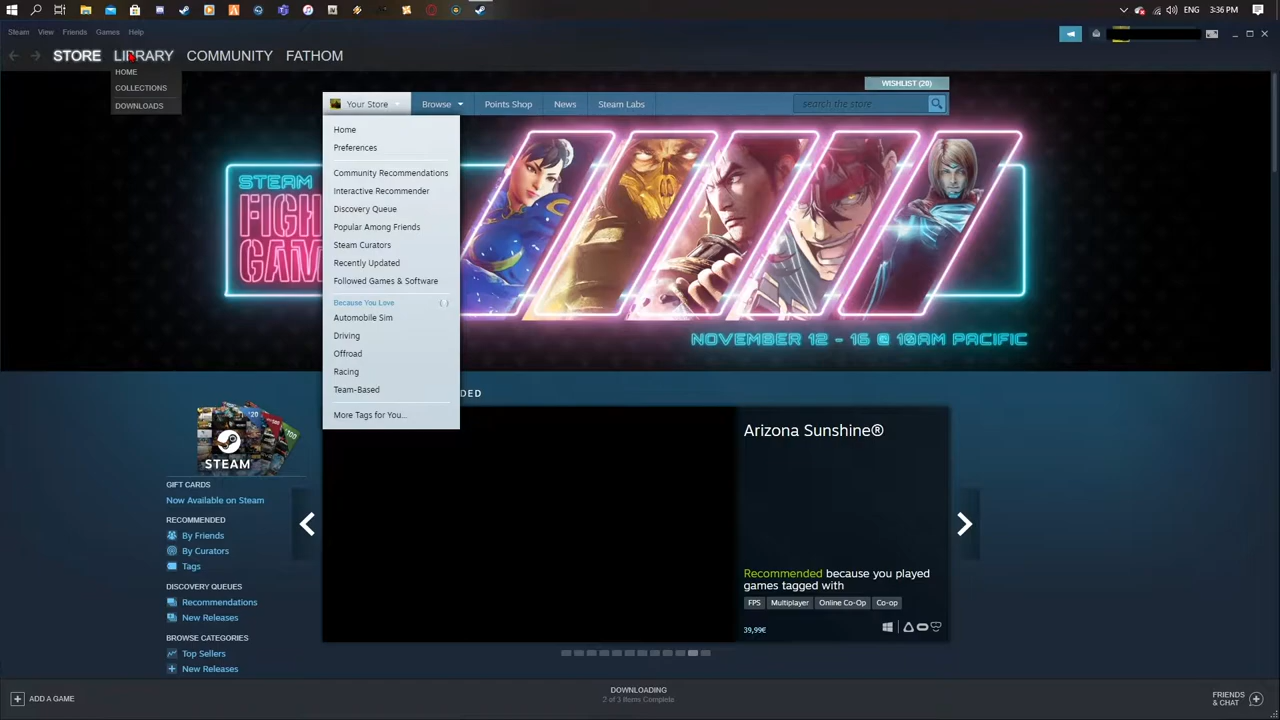 ENG
3:36 PM
Steam View Friends Games Help
STORE LIBRARY COMMUNITY FATHOM
HOME
COLLECTIONS
DOWNLOADS
WISHLIST (20)
Your Store Browse Points Shop News Steam Labs search the store
Home
Preferences
Community Recommendations
Interactive Recommender
Discovery Queue
Popular Among Friends
Steam Curators
Recently Updated
Followed Games & Software
Because You Love
Automobile Sim
Driving
Offroad
Racing
Team-Based
More Tags for You...
STEAM
NOVEMBER 12 - 16 @ 10AM PACIFIC
Arizona Sunshine®
Recommended because you played
games tagged with
FPS Multiplayer Online Co-Op Co-op
39,99€
$20
100
STEAM
GIFT CARDS
Now Available on Steam
RECOMMENDED
By Friends
By Curators
Tags
DISCOVERY QUEUES
Recommendations
New Releases
BROWSE CATEGORIES
Top Sellers
New Releases
ADD A GAME
DOWNLOADING
2 of 3 Items Complete
FRIENDS
& CHAT